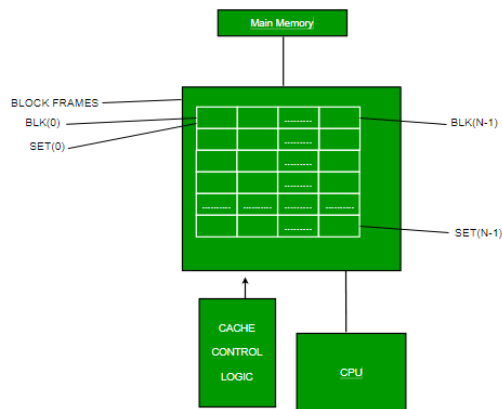 Main Memory
BLOCK FRAMES
BLK(0)
BLK(N-1)
SET(0)
SET(N-1)
CACHE
CONTROL
LOGIC
CPU